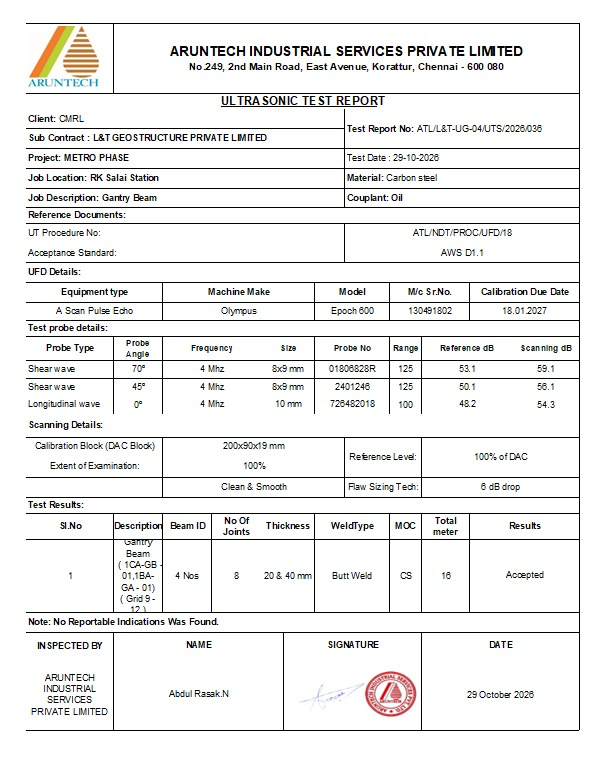 ARUNTECH
ARUNTECH INDUSTRIAL SERVICES PRIVATE LIMITED
No.249, 2nd Main Road, East Avenue, Korattur, Chennai - 600 080
ULTRASONIC TEST REPORT
Client: CMRL
Test Report No: ATL/L&T-UG-04/UTS/2026/036
Sub Contract : L&T GEOSTRUCTURE PRIVATE LIMITED
Project: METRO PHASE
Test Date : 29-10-2026
Job Location: RK Salai Station
Material: Carbon steel
Job Description: Gantry Beam
Couplant: Oil
Reference Documents:
UT Procedure No:
ATL/NDT/PROC/UFD/18
Acceptance Standard:
AWS D1.1
UFD Details:
Equipment type Machine Make Model M/c Sr.No. Calibration Due Date
A Scan Pulse Echo Olympus Epoch 600 130491802 18.01.2027
Test probe details:
Probe Type Probe Angle Frequency Size Probe No Range Reference dB Scanning dB
Shear wave 70° 4 Mhz 8x9 mm 01806828R 125 53.1 59.1
Shear wave 45° 4 Mhz 8x9 mm 2401246 125 50.1 56.1
Longitudinal wave 0° 4 Mhz 10 mm 726482018 100 48.2 54.3
Scanning Details:
Calibration Block (DAC Block) 200x90x19 mm
Reference Level: 100% of DAC
Extent of Examination: 100%
Clean & Smooth Flaw Sizing Tech: 6 dB drop
Test Results:
Sl.No Description Beam ID No Of Joints Thickness WeldType MOC Total meter Results
1
Gantry
Beam
( 1CA-GB -
01,1BA-
GA - 01)
( Grid 9 -
12 )
4 Nos 8 20 & 40 mm Butt Weld CS 16 Accepted
Note: No Reportable Indications Was Found.
INSPECTED BY NAME SIGNATURE DATE
ARUNTECH
INDUSTRIAL
SERVICES
PRIVATE LIMITED
Abdul Rasak.N
ARUNTECH INDUSTRIAL SERVICES PVT. LTD.
29 October 2026